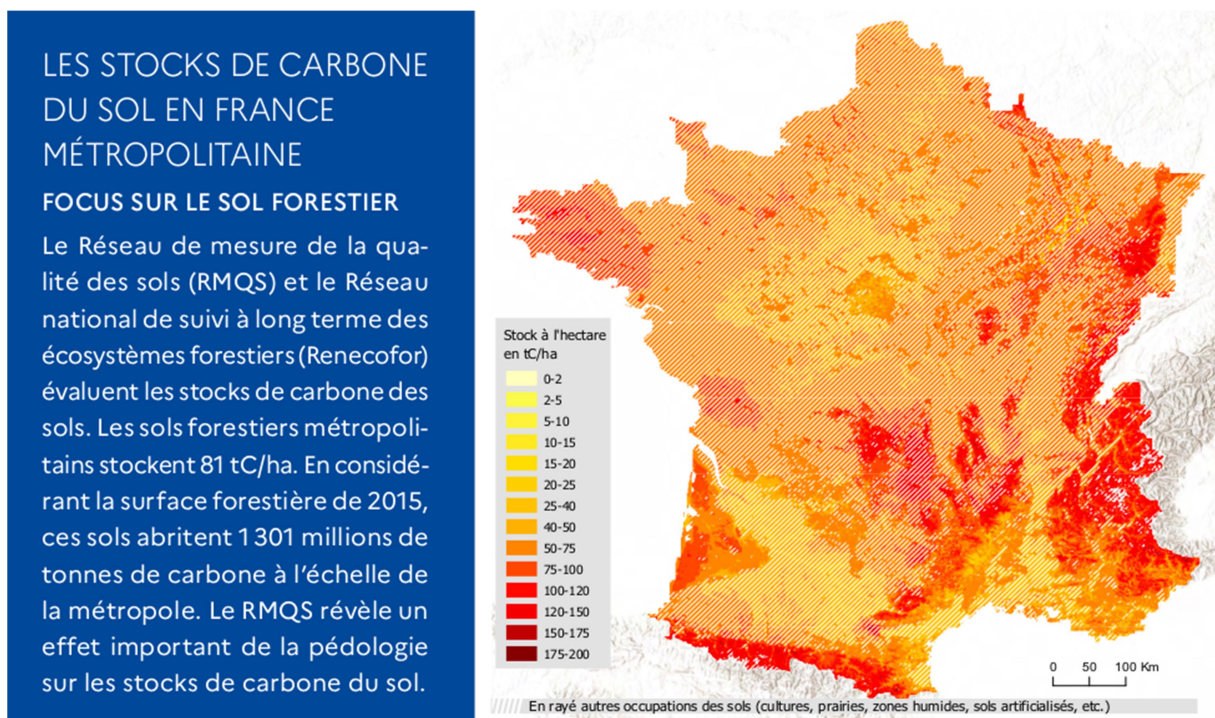 LES STOCKS DE CARBONE
DU SOL EN FRANCE
MÉTROPOLITAINE
FOCUS SUR LE SOL FORESTIER
Le Réseau de mesure de la qua-
lité des sols (RMQS) et le Réseau
national de suivi à long terme des
écosystèmes forestiers (Renecofor)
évaluent les stocks de carbone des
sols. Les sols forestiers métropoli-
tains stockent 81 tC/ha. En considé-
rant la surface forestière de 2015,
ces sols abritent 1 301 millions de
tonnes de carbone à l'échelle de
la métropole. Le RMQS révèle un
effet important de la pédologie
sur les stocks de carbone du sol.
Stock à l'hectare
en tC/ha
0-2
2-5
5-10
10-15
15-20
20-25
25-40
40-50
50-75
75-100
100-120
120-150
150-175
175-200
0 50 100 Km
En rayé autres occupations des sols (cultures, prairies, zones humides, sols artificialisés, etc.)